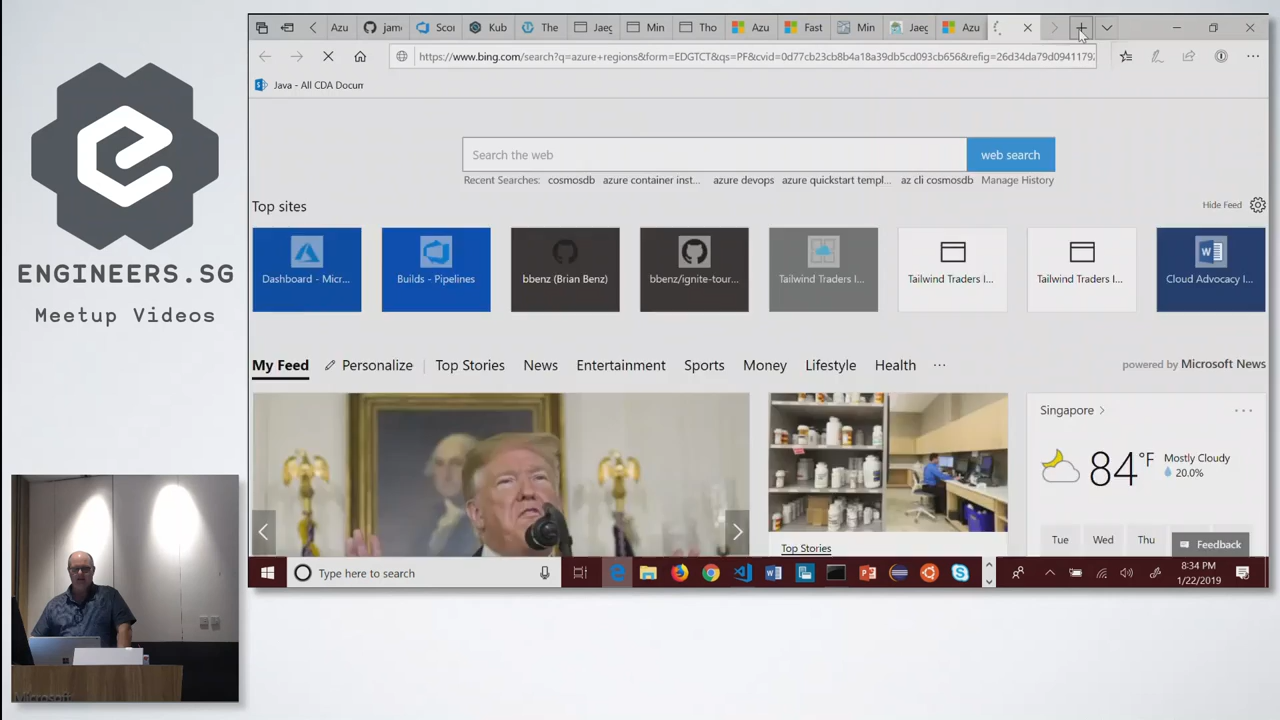 Azu
jame
Scor
Kub
The
Jaeg
Min
Tho
Azu
Fast
Min
Jaeg
Azu
https://www.bing.com/search?q=azure+regions&form=EDGTCT&qs=PF&cvid=0d77cb23cb8b4a18a39db5cd093cb656&refig=26d34da79d0941179
Java - All CDA Docum
Search the web
web search
Recent Searches: cosmosdb azure container inst... azure devops azure quickstart templ... az cli cosmosdb Manage History
Top sites
Hide Feed
Dashboard - Micr...
Builds - Pipelines
bbenz (Brian Benz)
bbenz/ignite-tour...
Tailwind Traders I...
Tailwind Traders I...
Tailwind Traders I...
Cloud Advocacy I...
My Feed
Personalize
Top Stories
News
Entertainment
Sports
Money
Lifestyle
Health
powered by Microsoft News
Singapore
84°F
Mostly Cloudy
20.0%
Tue
Wed
Thu
Feedback
Top Stories
Type here to search
8:34 PM
1/22/2019
ENGINEERS.SG
Meetup Videos
Microsoft